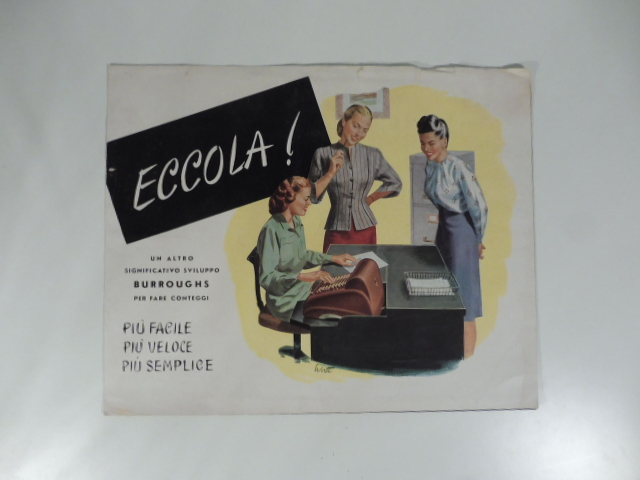 ECCOLA!
UN ALTRO
SIGNIFICATIVO SVILUPPO
BURROUGHS
PER FARE CONTEGGI
PIÙ FACILE
PIÙ VELOCE
PIÙ SEMPLICE